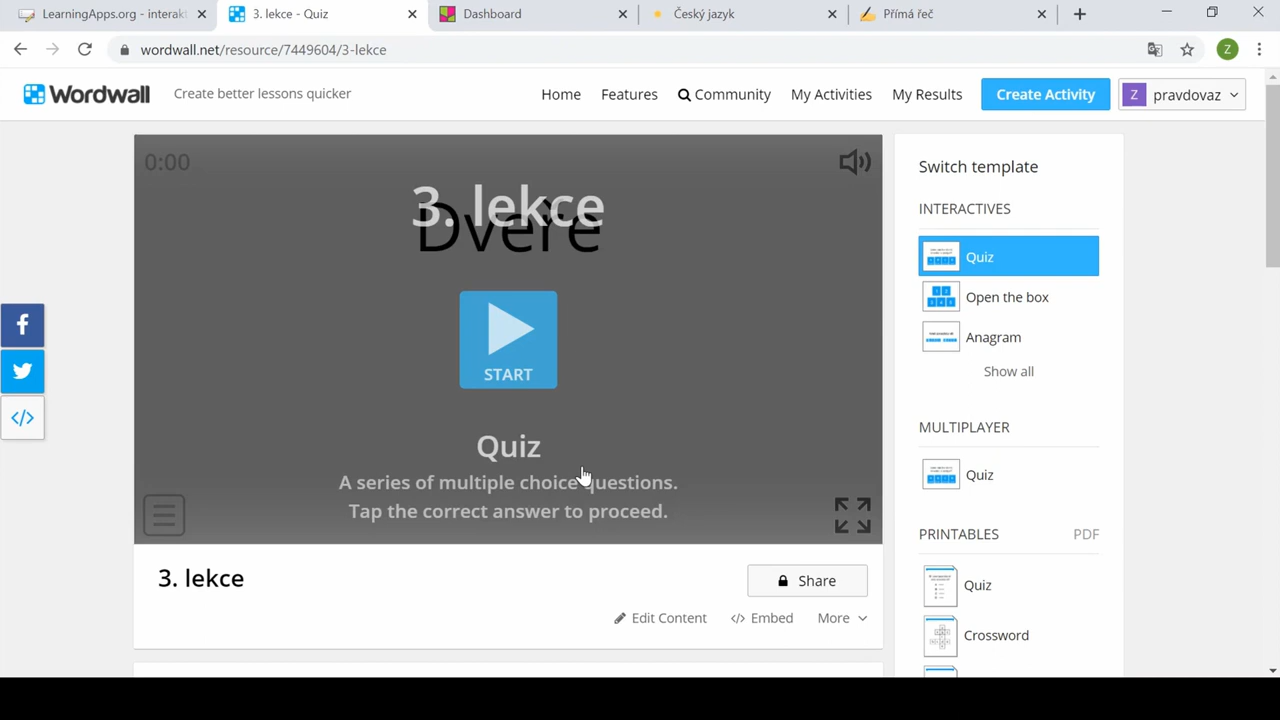 LearningApps.org - interakt
3. lekce - Quiz
Dashboard
Český jazyk
Přímá řeč
wordwall.net/resource/7449604/3-lekce
Z
Wordwall
Create better lessons quicker
Home
Features
Community
My Activities
My Results
Create Activity
Z
pravdovaz
0:00
3. lekce
Dveře
START
Quiz
A series of multiple choice questions.
Tap the correct answer to proceed.
3. lekce
Share
Edit Content
</> Embed
More
Switch template
INTERACTIVES
Quiz
Open the box
Anagram
Show all
MULTIPLAYER
Quiz
PRINTABLES
PDF
Quiz
Crossword